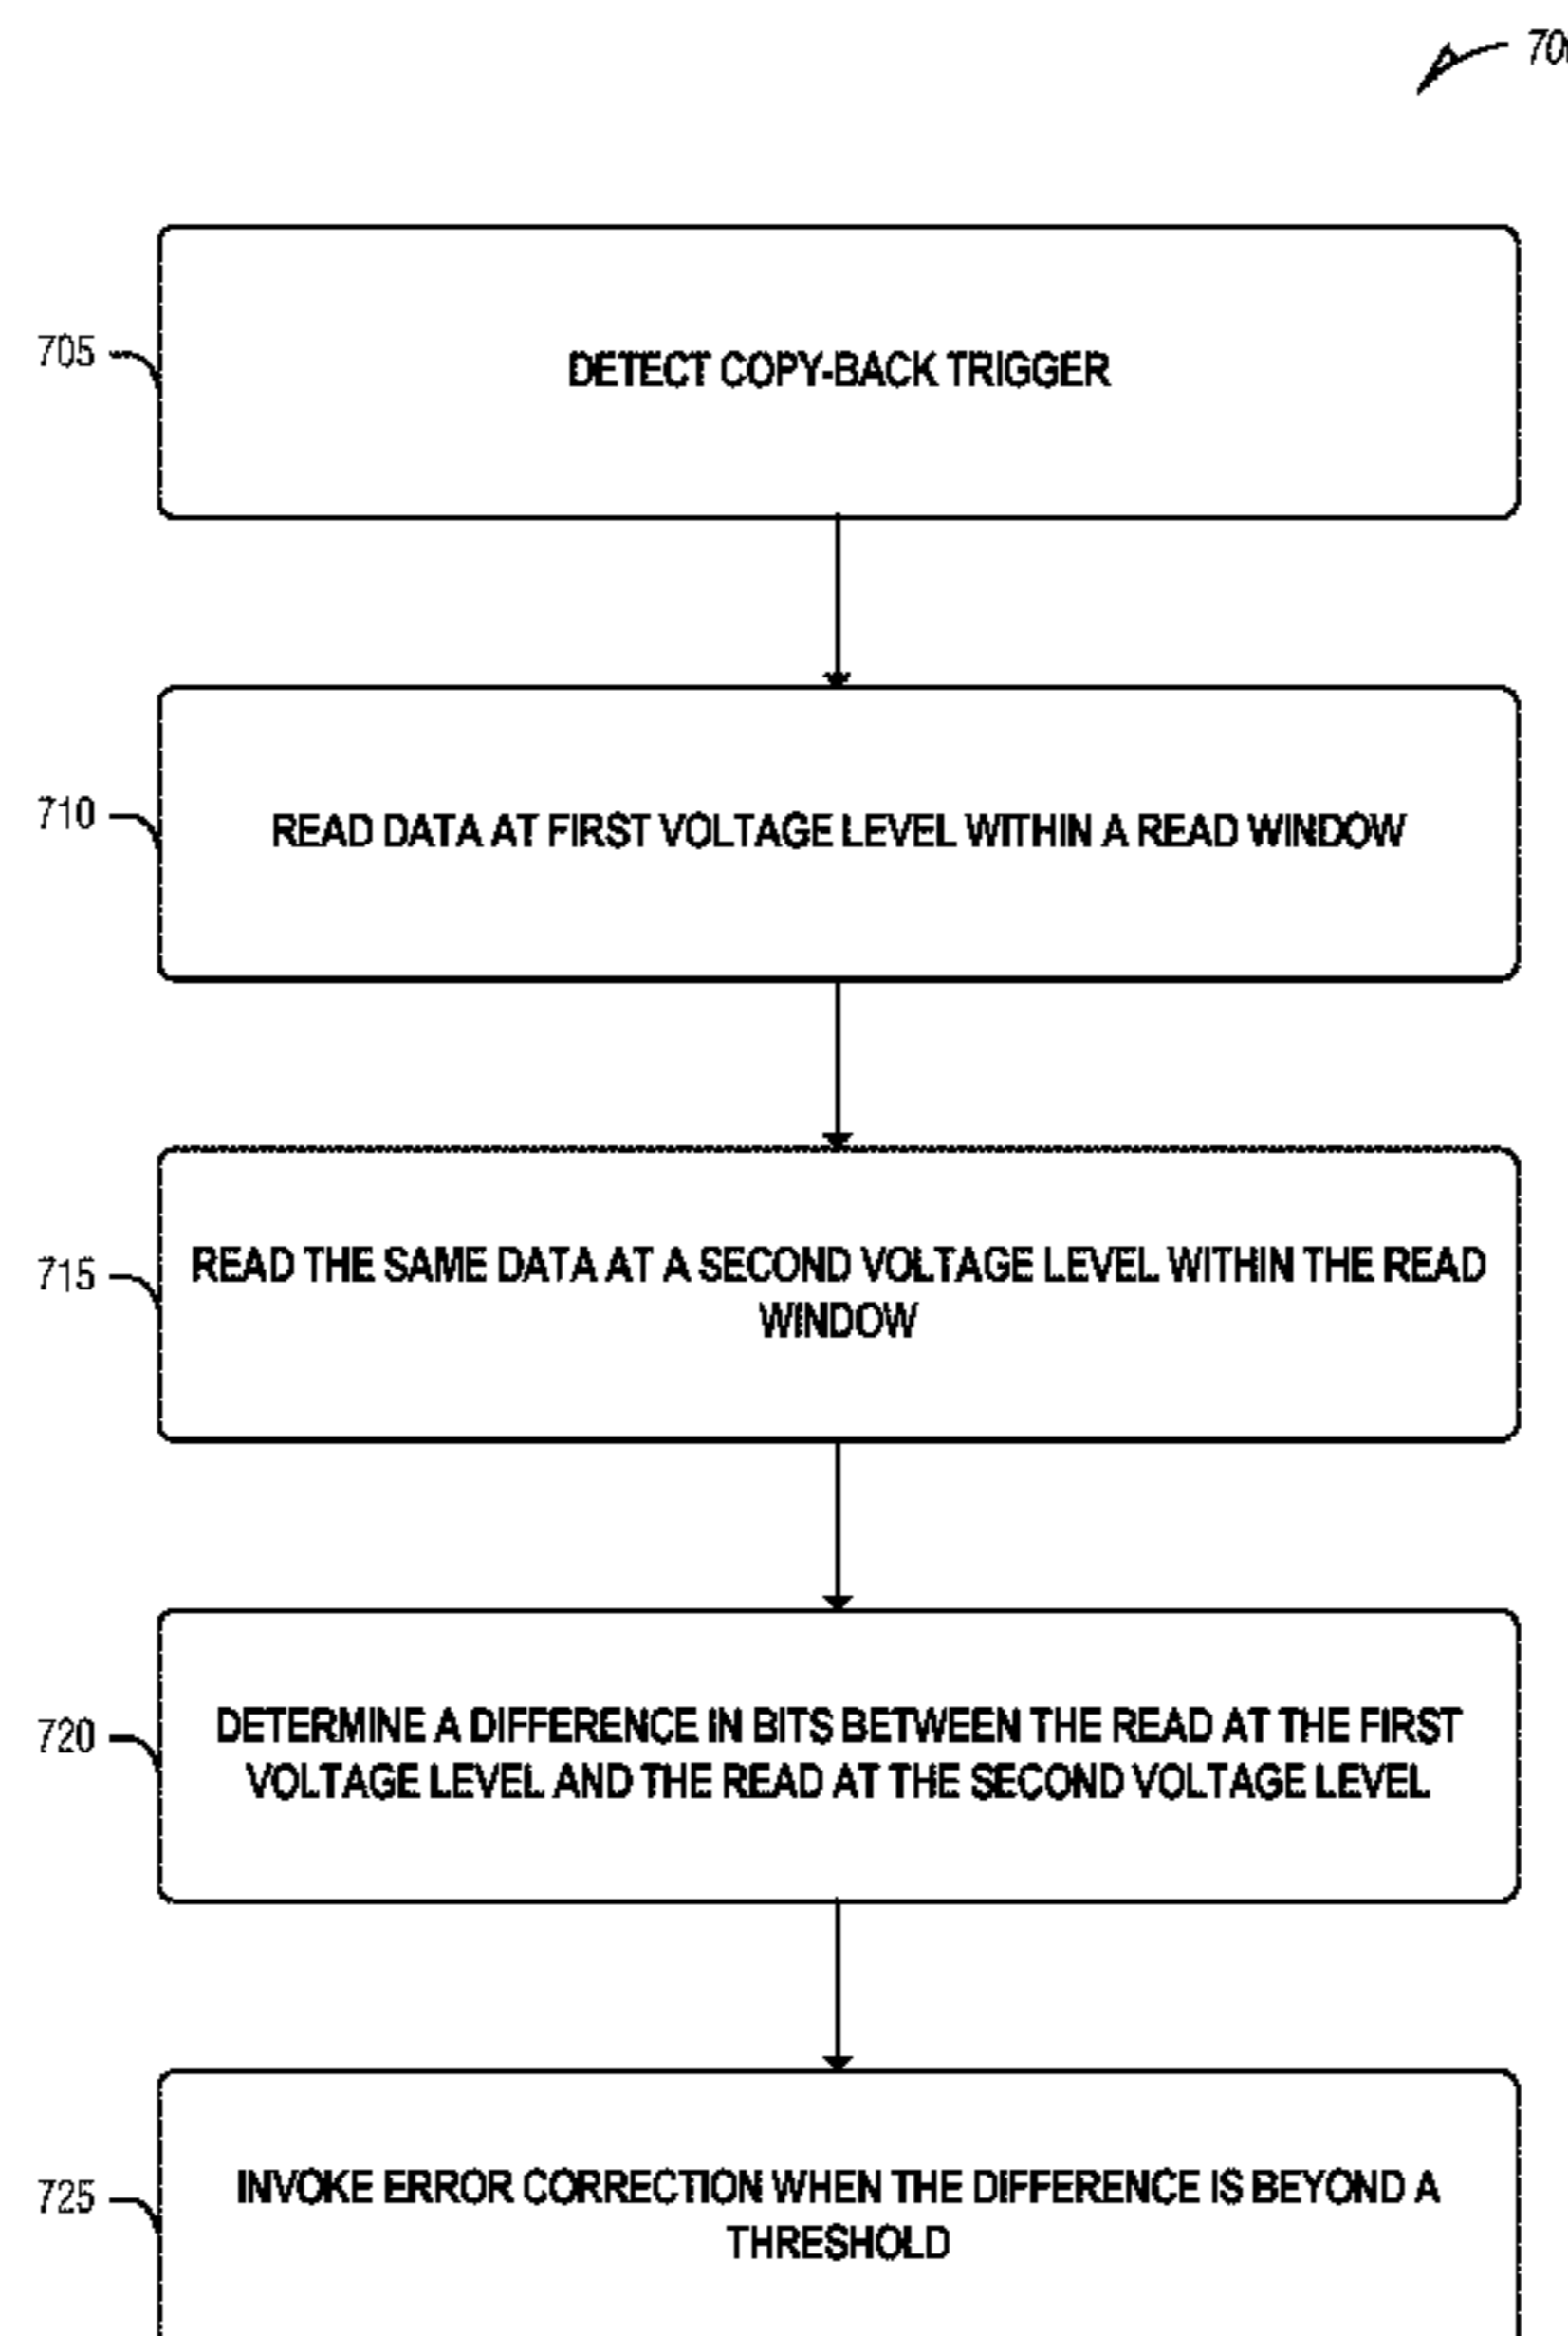 705
DETECT COPY-BACK TRIGGER
710
READ DATA AT FIRST VOLTAGE LEVEL WITHIN A READ WINDOW
715
READ THE SAME DATA AT A SECOND VOLTAGE LEVEL WITHIN THE READ
WINDOW
720
DETERMINE A DIFFERENCE IN BITS BETWEEN THE READ AT THE FIRST
VOLTAGE LEVEL AND THE READ AT THE SECOND VOLTAGE LEVEL
725
INVOKE ERROR CORRECTION WHEN THE DIFFERENCE IS BEYOND A
THRESHOLD